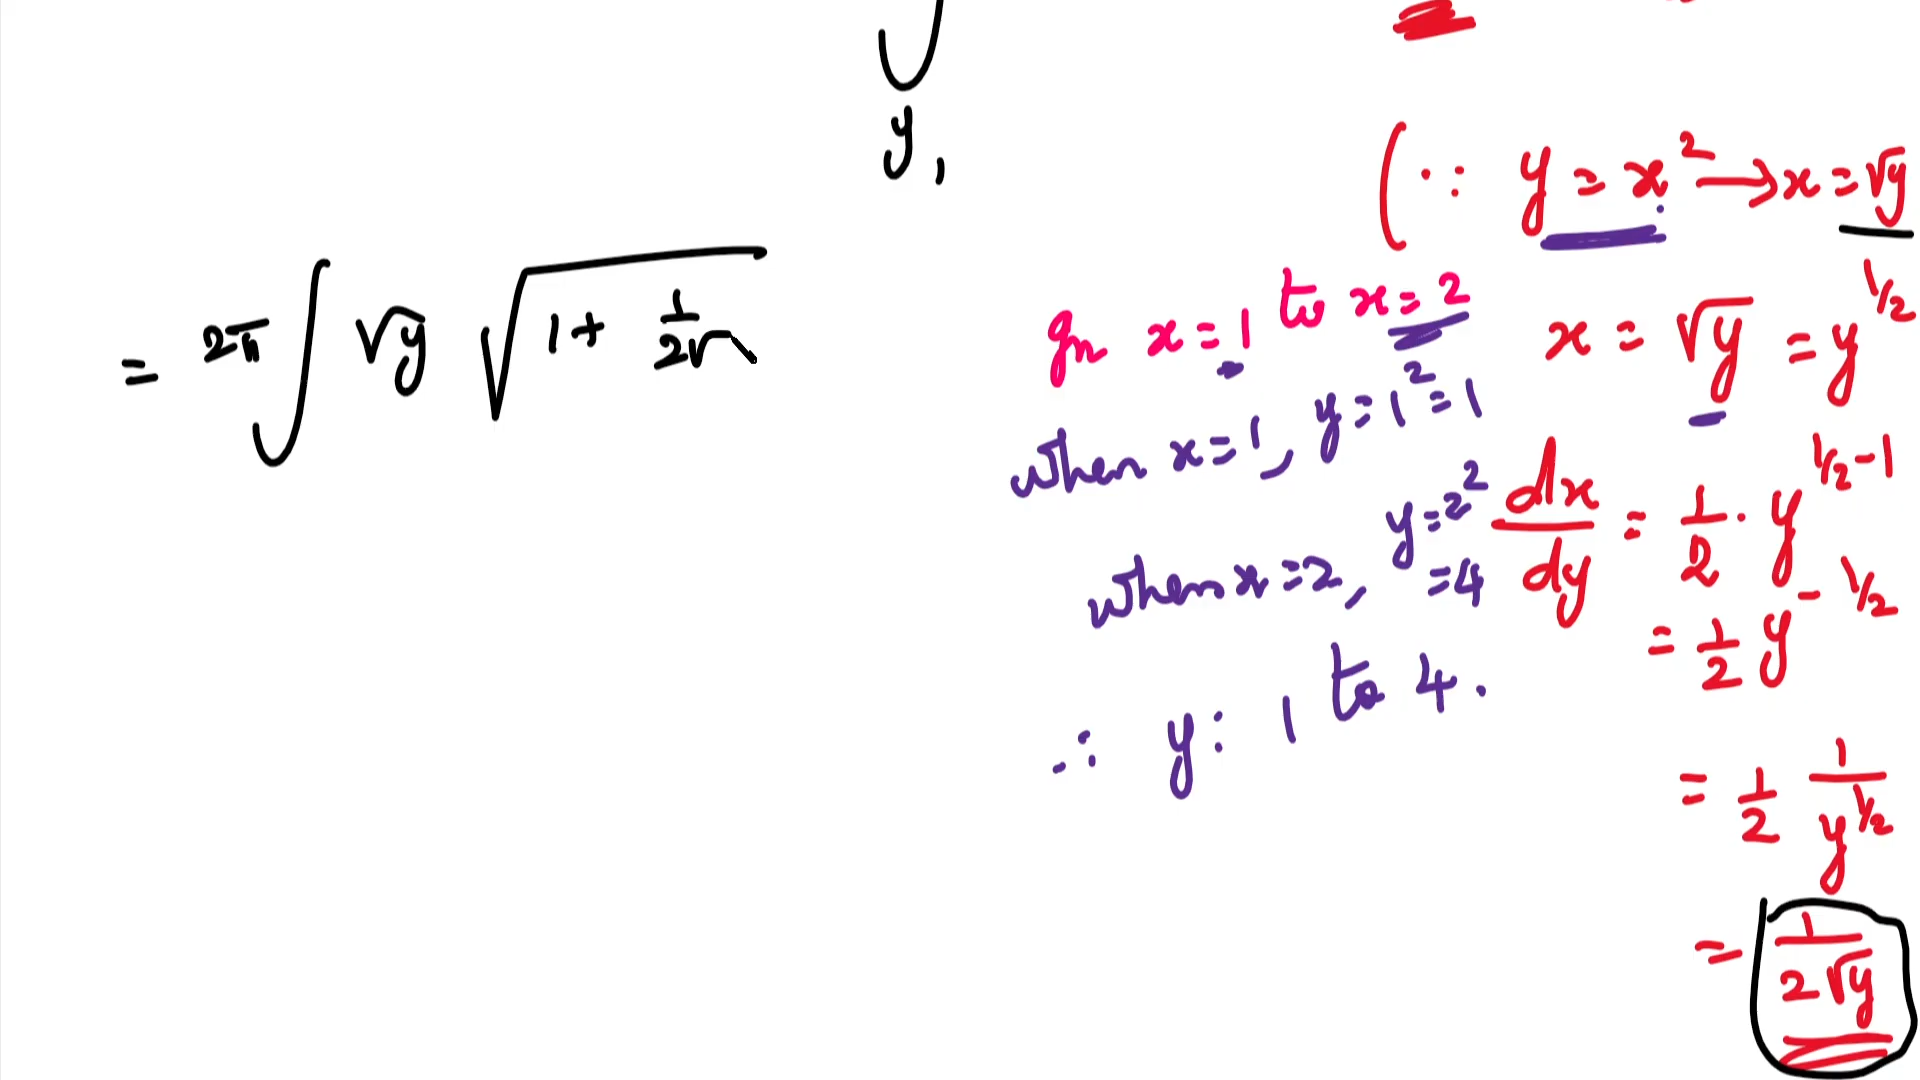 ∫ y₁
(∵ y = x² → x = √y
= 2π ∫ √y √(1 + 1/2√
gn x = 1 to x = 2
when x = 1, y = 1² = 1
when x = 2, y = 2² = 4
∴ y : 1 to 4.
x = √y = y^1/2
dx/dy = 1/2 · y^1/2 - 1
= 1/2 y^-1/2
= 1/2 1/y^1/2
= 1/2√y